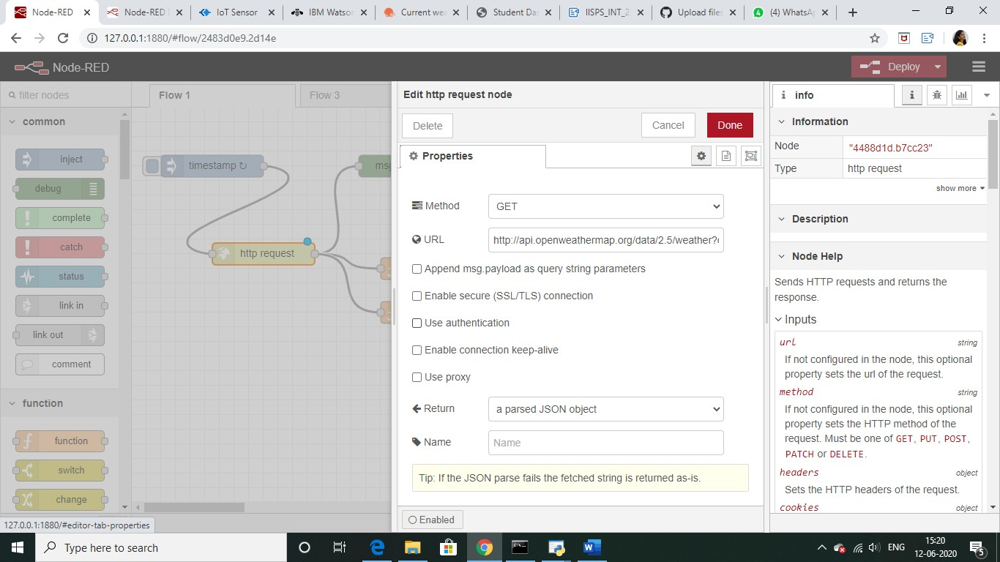 Node-RED
Node-RED
IoT Sensor
IBM Watson
Current wea
Student Das
IISPS_INT_2
Upload files
(4) WhatsAp
127.0.0.1:1880/#flow/2483d0e9.2d14e
Node-RED
Deploy
filter nodes
Flow 1
Flow 3
Edit http request node
info
Delete
Cancel
Done
common
Information
inject
timestamp ↻
msg
Properties
Node
"4488d1d.b7cc23"
Type
http request
debug
show more
complete
Method
GET
Description
catch
http request
URL
http://api.openweathermap.org/data/2.5/weather?
Node Help
status
Append msg.payload as query string parameters
Sends HTTP requests and returns the
response.
link in
Enable secure (SSL/TLS) connection
Inputs
link out
Use authentication
url
string
If not configured in the node, this optional
property sets the url of the request.
comment
Enable connection keep-alive
Use proxy
method
string
If not configured in the node, this optional
property sets the HTTP method of the
request. Must be one of GET, PUT, POST,
PATCH or DELETE.
function
Return
a parsed JSON object
function
Name
Name
switch
Tip: If the JSON parse fails the fetched string is returned as-is.
headers
object
Sets the HTTP headers of the request.
change
cookies
object
Enabled
127.0.0.1:1880/#editor-tab-properties
Type here to search
ENG
15:20
12-06-2020
5